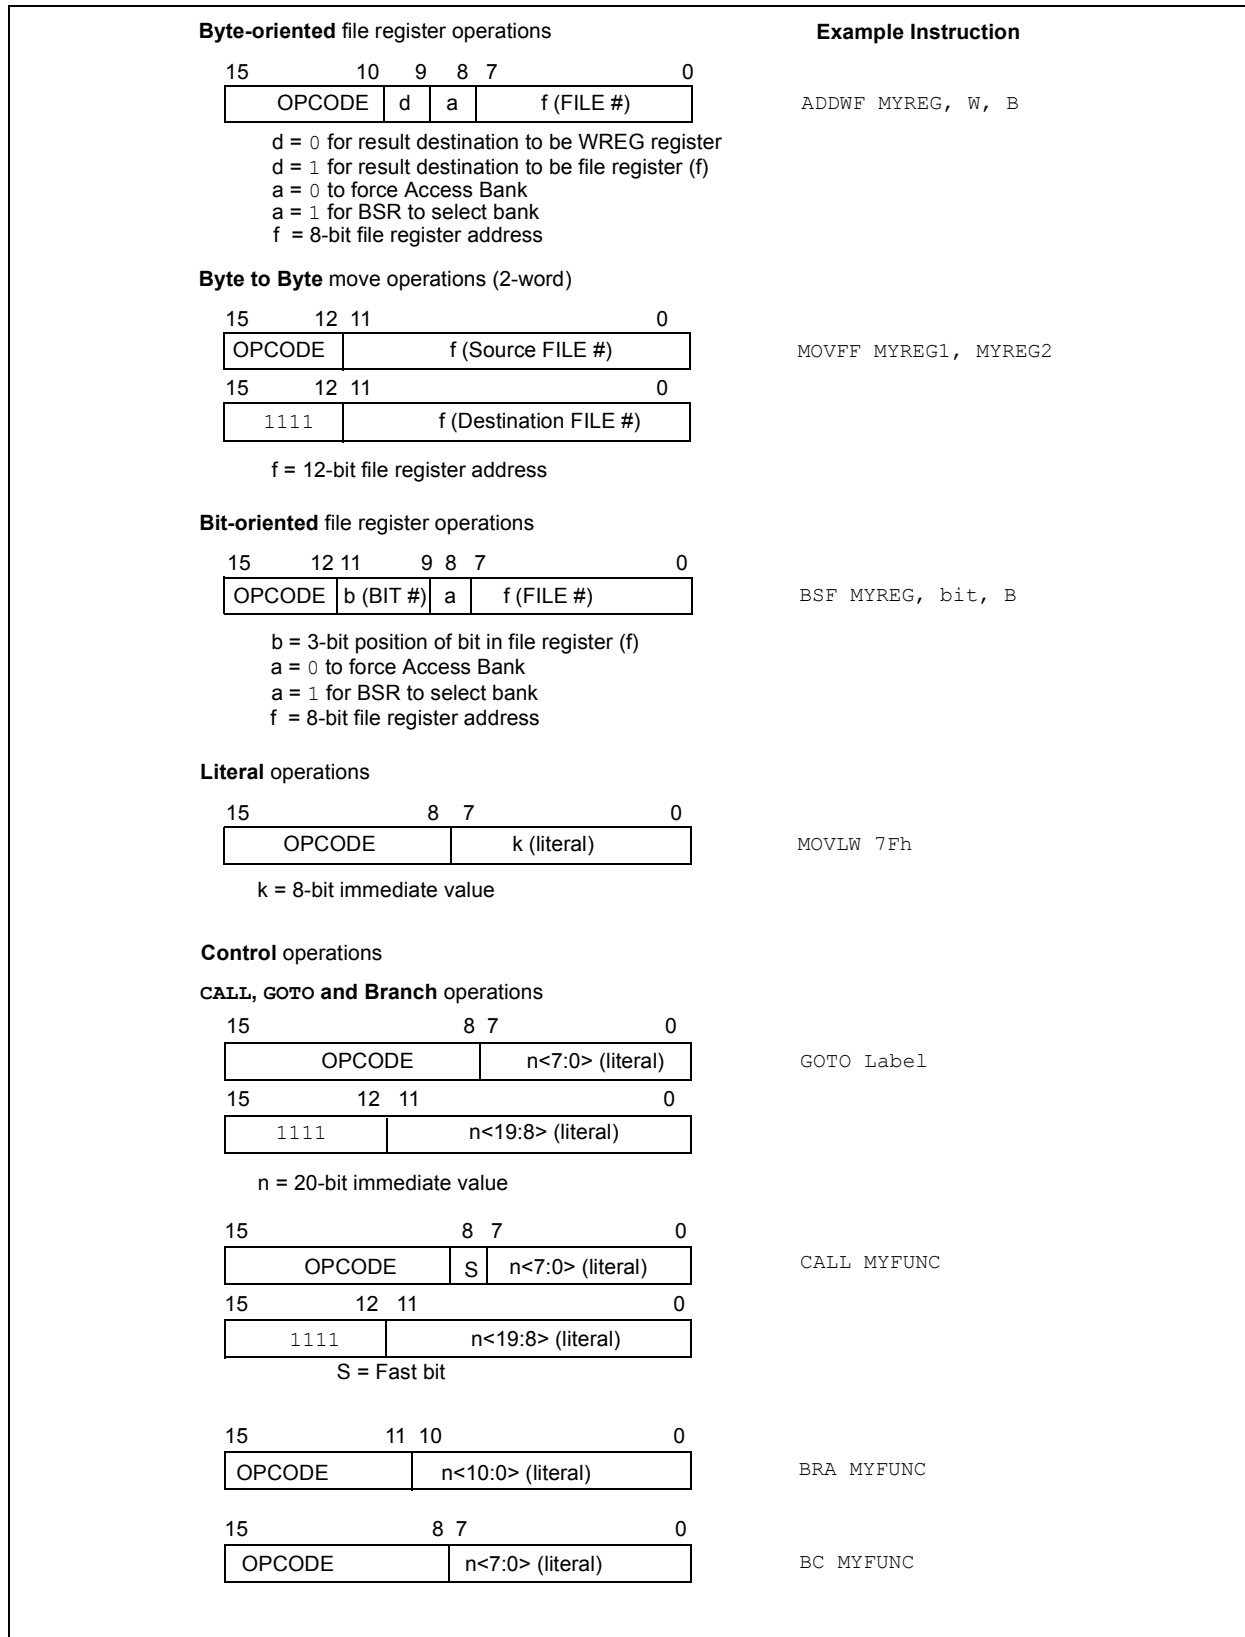 Byte-oriented file register operations
Example Instruction
15 10 9 8 7 0
OPCODE d a f (FILE #)
ADDWF MYREG, W, B
d = 0 for result destination to be WREG register
d = 1 for result destination to be file register (f)
a = 0 to force Access Bank
a = 1 for BSR to select bank
f = 8-bit file register address
Byte to Byte move operations (2-word)
15 12 11 0
OPCODE f (Source FILE #)
MOVFF MYREG1, MYREG2
15 12 11 0
1111 f (Destination FILE #)
f = 12-bit file register address
Bit-oriented file register operations
15 12 11 9 8 7 0
OPCODE b (BIT #) a f (FILE #)
BSF MYREG, bit, B
b = 3-bit position of bit in file register (f)
a = 0 to force Access Bank
a = 1 for BSR to select bank
f = 8-bit file register address
Literal operations
15 8 7 0
OPCODE k (literal)
MOVLW 7Fh
k = 8-bit immediate value
Control operations
CALL, GOTO and Branch operations
15 8 7 0
OPCODE n<7:0> (literal)
GOTO Label
15 12 11 0
1111 n<19:8> (literal)
n = 20-bit immediate value
15 8 7 0
OPCODE S n<7:0> (literal)
CALL MYFUNC
15 12 11 0
1111 n<19:8> (literal)
S = Fast bit
15 11 10 0
OPCODE n<10:0> (literal)
BRA MYFUNC
15 8 7 0
OPCODE n<7:0> (literal)
BC MYFUNC